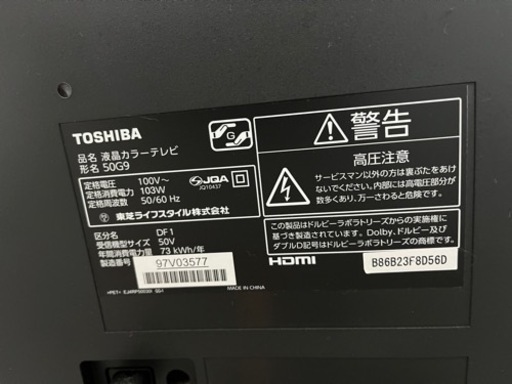 TOSHIBA
品名 液晶カラーテレビ
形名 50G9
定格電圧： 100V～
定格消費電力： 103W
定格周波数： 50/60 Hz
JQA
JQ10437
東芝ライフスタイル株式会社
区分名 DF1
受信機型サイズ 50V
年間消費電力量 73 kWh/年
製造番号： 97V03577
G
警告
高圧注意
サービスマン以外の方は裏ぶたをあけ
ないでください。内部には高電圧部分が
数多くあり、万一さわると危険です。
この製品はドルビーラボラトリーズからの実施権
に基づき製造されています。Dolby、ドルビー及び
ダブルD記号はドルビーラボラトリーズの商標です。
HDMI
B86B23F8D56D